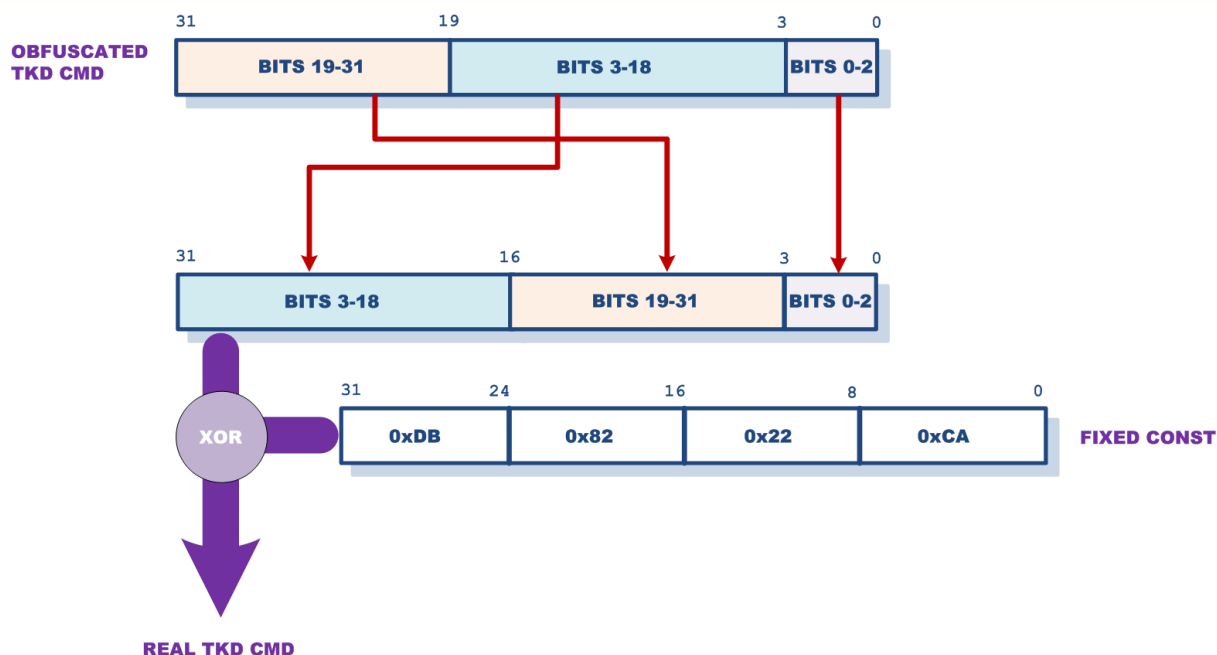 31 19 3 0
OBFUSCATED
TKD CMD
BITS 19-31 BITS 3-18 BITS 0-2
31 16 3 0
BITS 3-18 BITS 19-31 BITS 0-2
31 24 16 8 0
XOR 0xDB 0x82 0x22 0xCA FIXED CONST
REAL TKD CMD